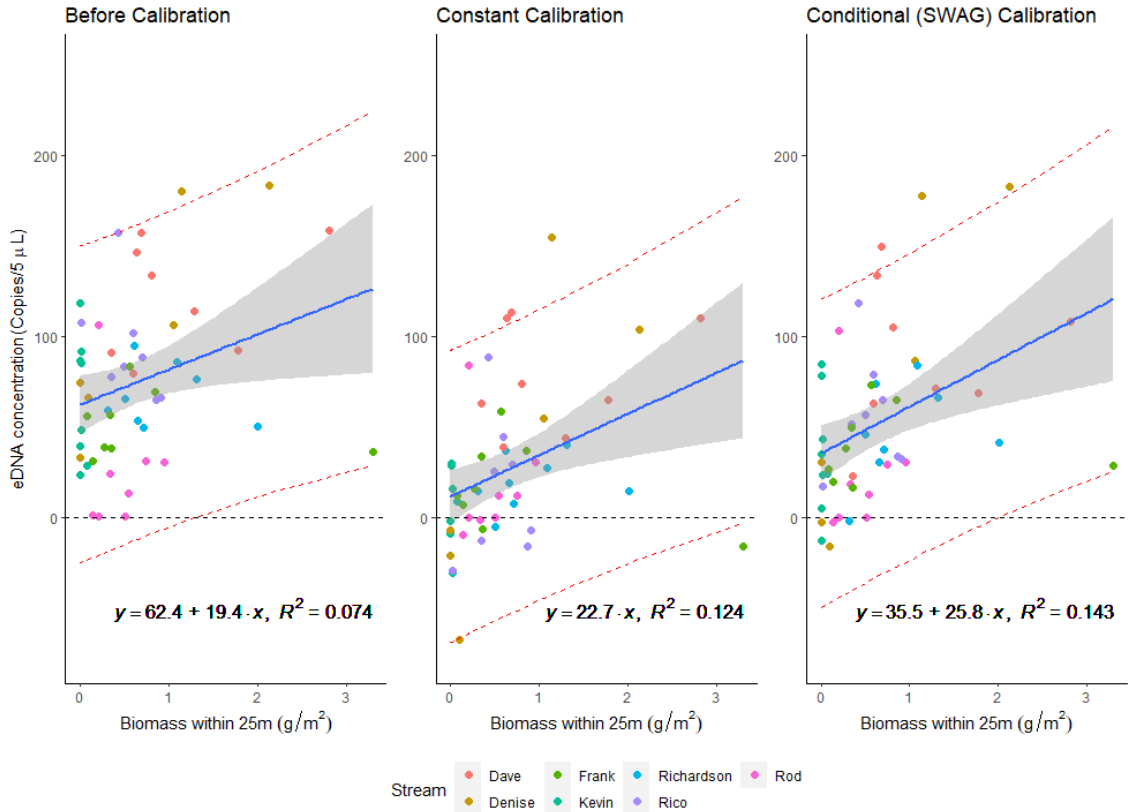 Before Calibration
Constant Calibration
Conditional (SWAG) Calibration
eDNA concentration (Copies/5 μL)
200
100
0
y = 62.4 + 19.4 · x, R² = 0.074
0 1 2 3
Biomass within 25m (g/m²)
200
100
0
y = 22.7 · x, R² = 0.124
0 1 2 3
Biomass within 25m (g/m²)
200
100
0
y = 35.5 + 25.8 · x, R² = 0.143
0 1 2 3
Biomass within 25m (g/m²)
Stream
Dave
Denise
Frank
Kevin
Richardson
Rico
Rod